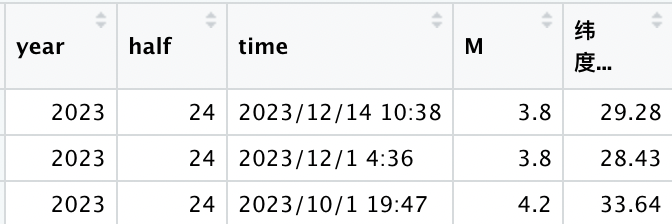 year half time M 纬度...
2023 24 2023/12/14 10:38 3.8 29.28
2023 24 2023/12/1 4:36 3.8 28.43
2023 24 2023/10/1 19:47 4.2 33.64